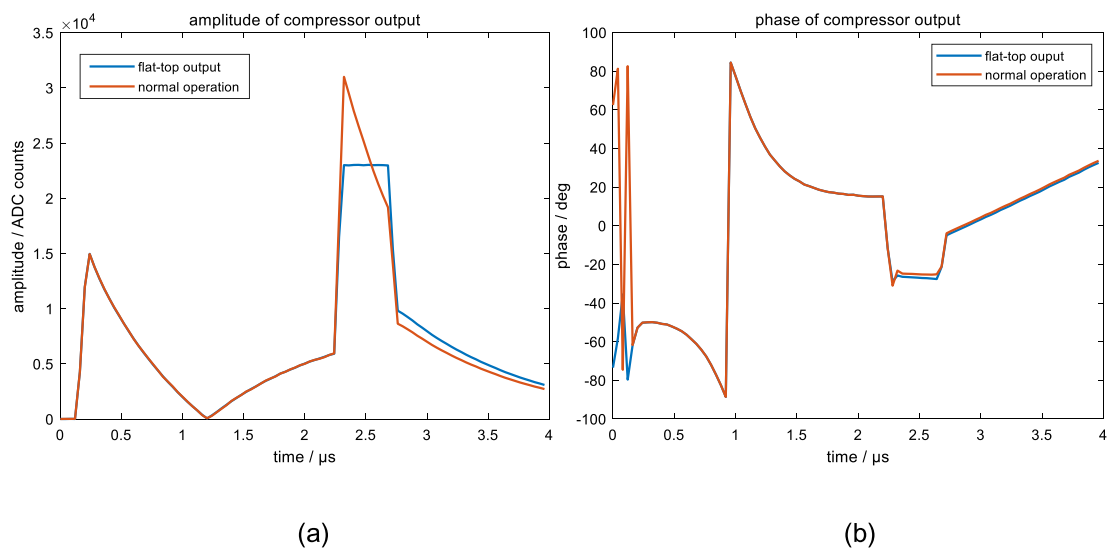 amplitude of compressor output
×10⁴
3.5
3
2.5
2
1.5
1
0.5
0
amplitude / ADC counts
flat-top output
normal operation
0 0.5 1 1.5 2 2.5 3 3.5 4
time / μs
(a)
phase of compressor output
100
80
60
40
20
0
-20
-40
-60
-80
-100
phase / deg
flat-top ouput
normal operation
0 0.5 1 1.5 2 2.5 3 3.5 4
time / μs
(b)